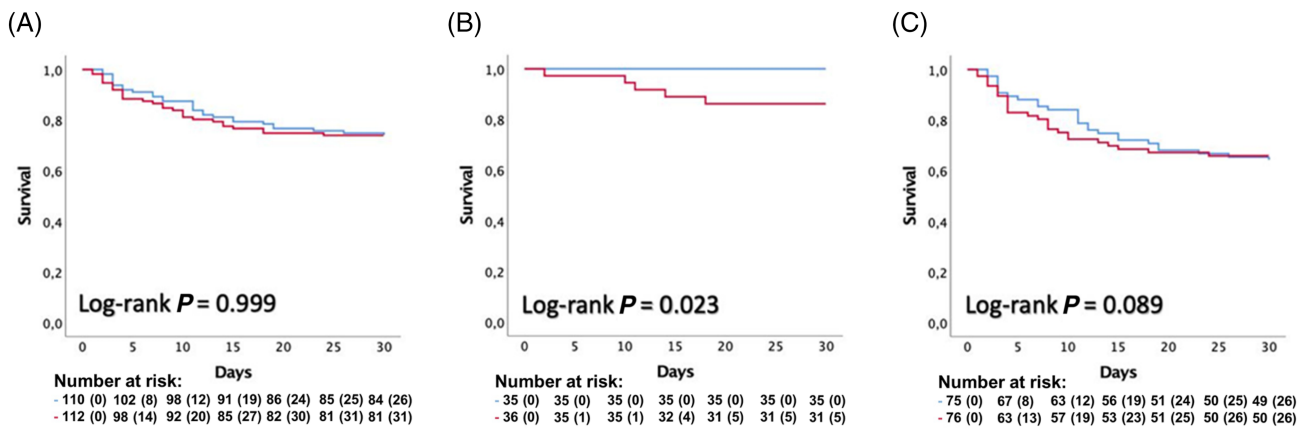 (A)
Survival
1,0
0,8
0,6
0,4
0,2
0,0
Log-rank P = 0.999
0 5 10 15 20 25 30
Days
Number at risk:
- 110 (0) 102 (8) 98 (12) 91 (19) 86 (24) 85 (25) 84 (26)
- 112 (0) 98 (14) 92 (20) 85 (27) 82 (30) 81 (31) 81 (31)
(B)
Survival
1,0
0,8
0,6
0,4
0,2
0,0
Log-rank P = 0.023
0 5 10 15 20 25 30
Days
Number at risk:
- 35 (0) 35 (0) 35 (0) 35 (0) 35 (0) 35 (0) 35 (0)
- 36 (0) 35 (1) 35 (1) 32 (4) 31 (5) 31 (5) 31 (5)
(C)
Survival
1,0
0,8
0,6
0,4
0,2
0,0
Log-rank P = 0.089
0 5 10 15 20 25 30
Days
Number at risk:
- 75 (0) 67 (8) 63 (12) 56 (19) 51 (24) 50 (25) 49 (26)
- 76 (0) 63 (13) 57 (19) 53 (23) 51 (25) 50 (26) 50 (26)